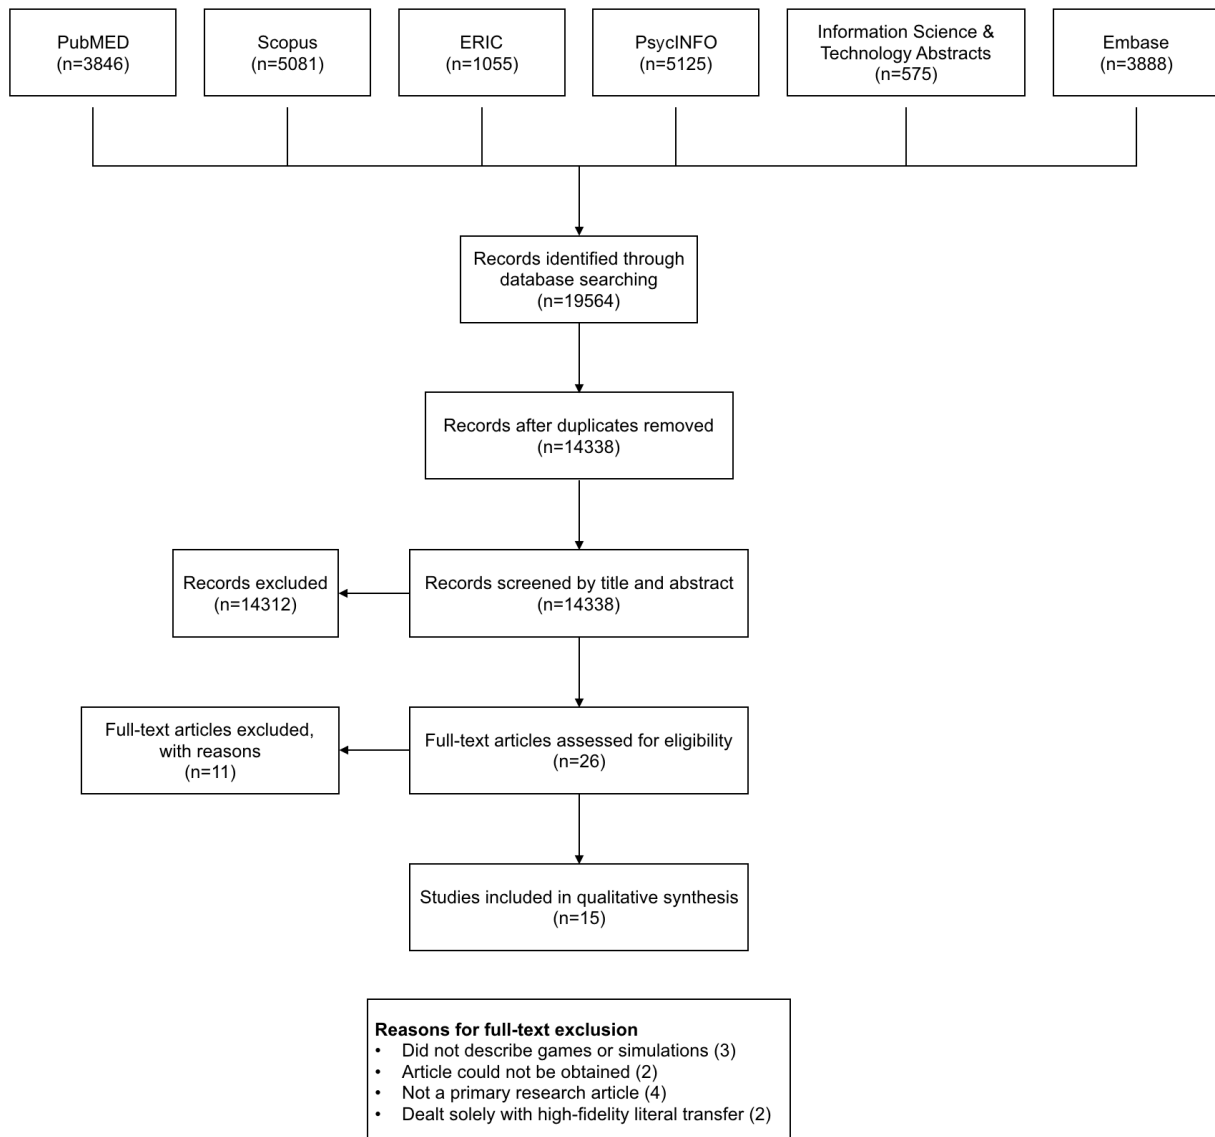 PubMED
(n=3846)
Scopus
(n=5081)
ERIC
(n=1055)
PsycINFO
(n=5125)
Information Science &
Technology Abstracts
(n=575)
Embase
(n=3888)
Records identified through
database searching
(n=19564)
Records after duplicates removed
(n=14338)
Records excluded
(n=14312)
Records screened by title and abstract
(n=14338)
Full-text articles excluded,
with reasons
(n=11)
Full-text articles assessed for eligibility
(n=26)
Studies included in qualitative synthesis
(n=15)
Reasons for full-text exclusion
• Did not describe games or simulations (3)
• Article could not be obtained (2)
• Not a primary research article (4)
• Dealt solely with high-fidelity literal transfer (2)